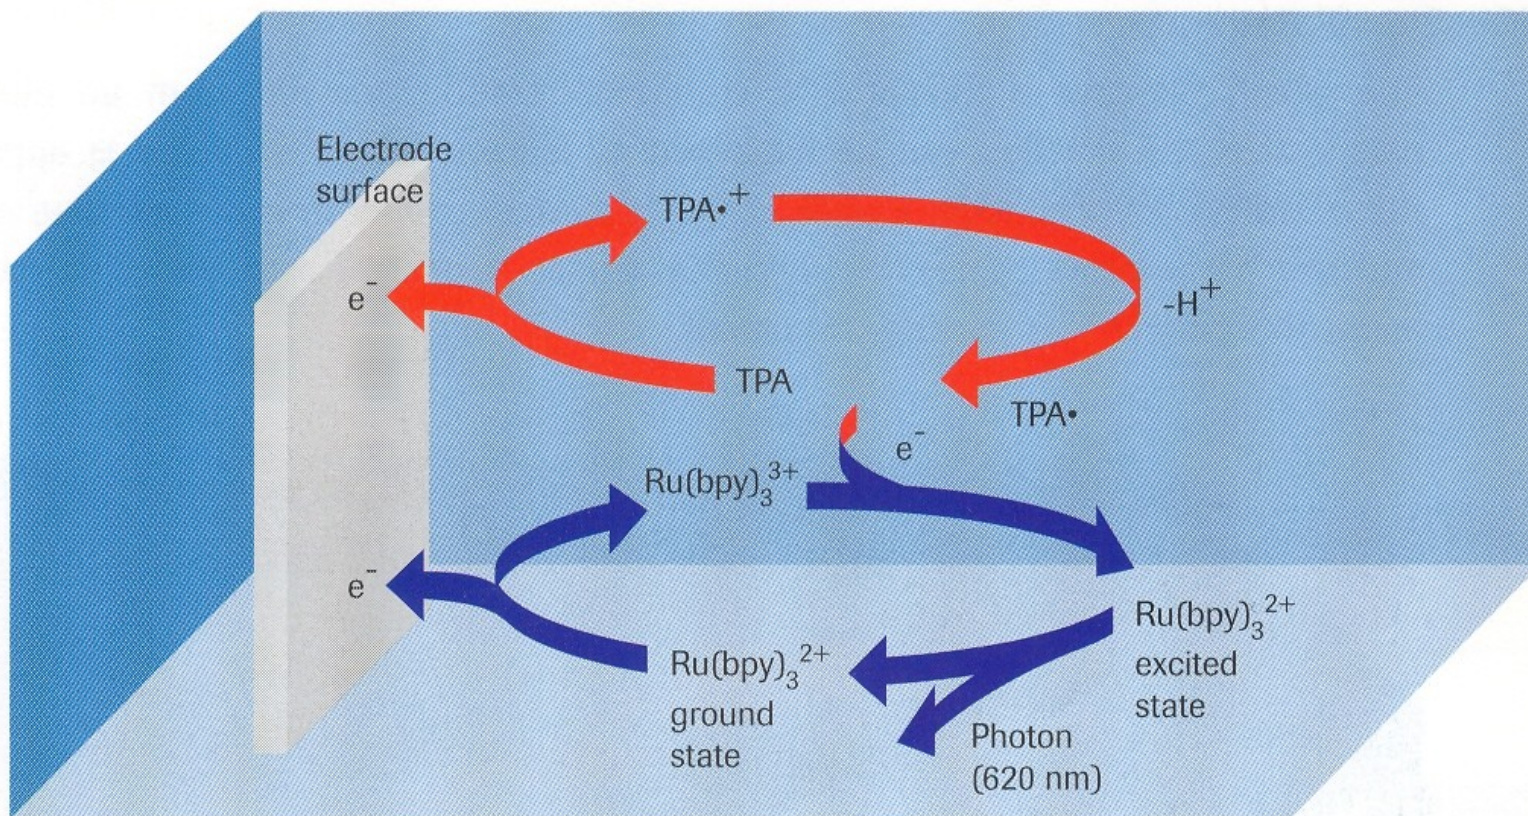 Electrode
surface
TPA•⁺
e⁻
-H⁺
TPA
TPA•
e⁻
Ru(bpy)₃³⁺
e⁻
Ru(bpy)₃²⁺
excited
state
Ru(bpy)₃²⁺
ground
state
Photon
(620 nm)